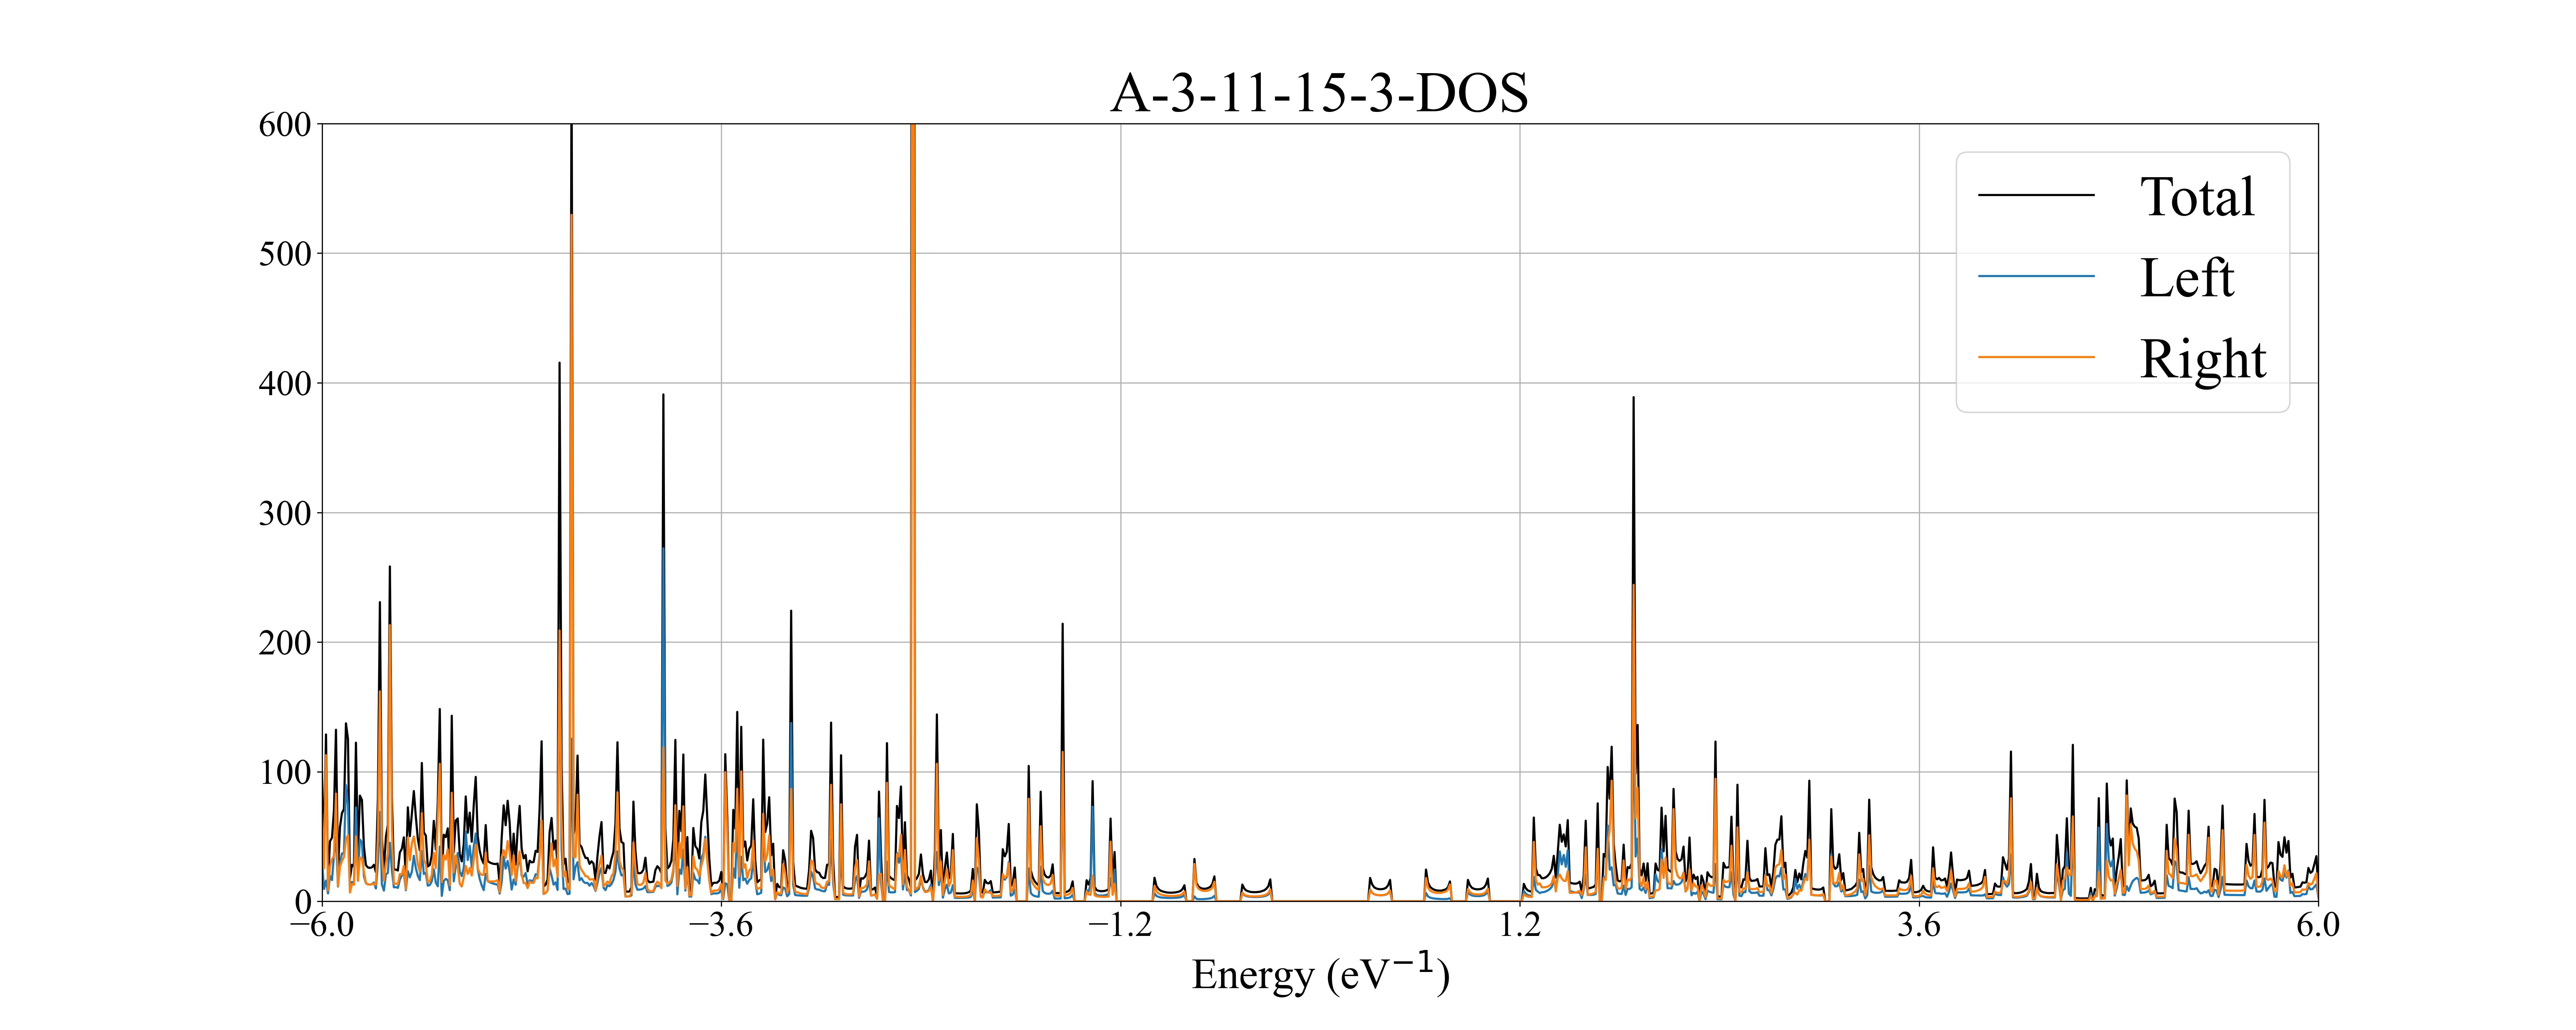 A-3-11-15-3-DOS
600
500
400
300
200
100
0
Total
Left
Right
−6.0 −3.6 −1.2 1.2 3.6 6.0
Energy (eV⁻¹)